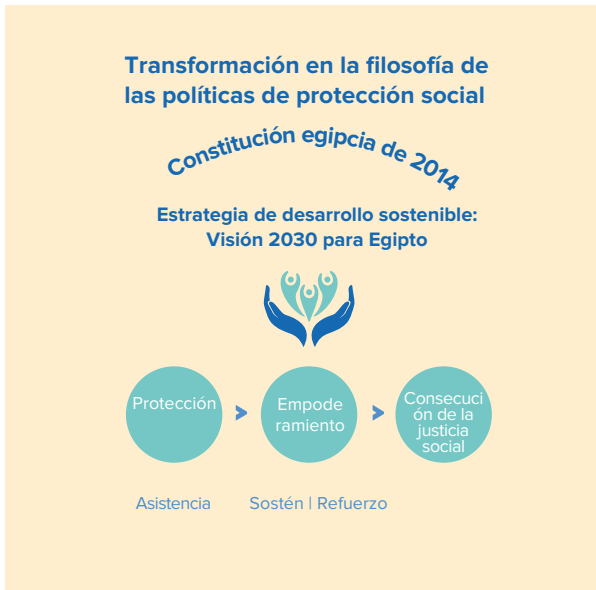 Transformación en la filosofía de
las políticas de protección social
Constitución egipcia de 2014
Estrategia de desarrollo sostenible:
Visión 2030 para Egipto
Protección
>
Empode
ramiento
>
Consecuci
ón de la
justicia
social
Asistencia
Sostén | Refuerzo